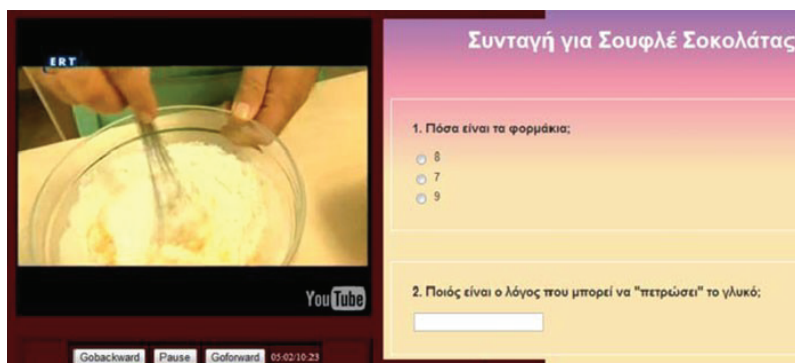 ERT
YouTube
Gobackward Pause Goforward 05:02/10:23
Συνταγή για Σουφλέ Σοκολάτας
1. Πόσα είναι τα φορμάκια;
8
7
9
2. Ποιός είναι ο λόγος που μπορεί να "πετρώσει" το γλυκό;